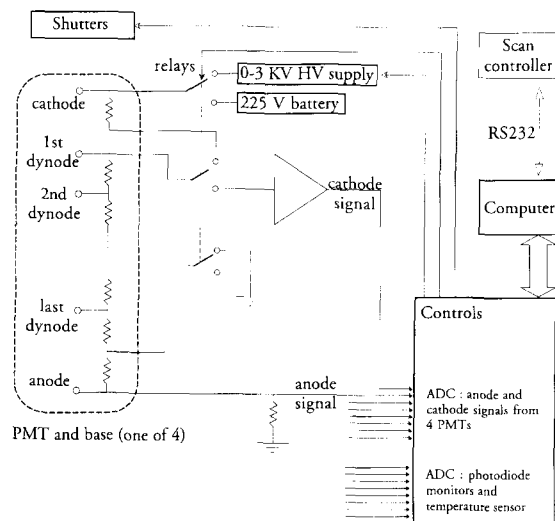 Shutters
relays
0-3 KV HV supply
225 V battery
Scan
controller
cathode
1st
dynode
2nd
dynode
RS232
cathode
signal
Computer
last
dynode
anode
anode
signal
Controls
ADC : anode and
cathode signals from
4 PMTs
ADC : photodiode
monitors and
temperature sensor
PMT and base (one of 4)